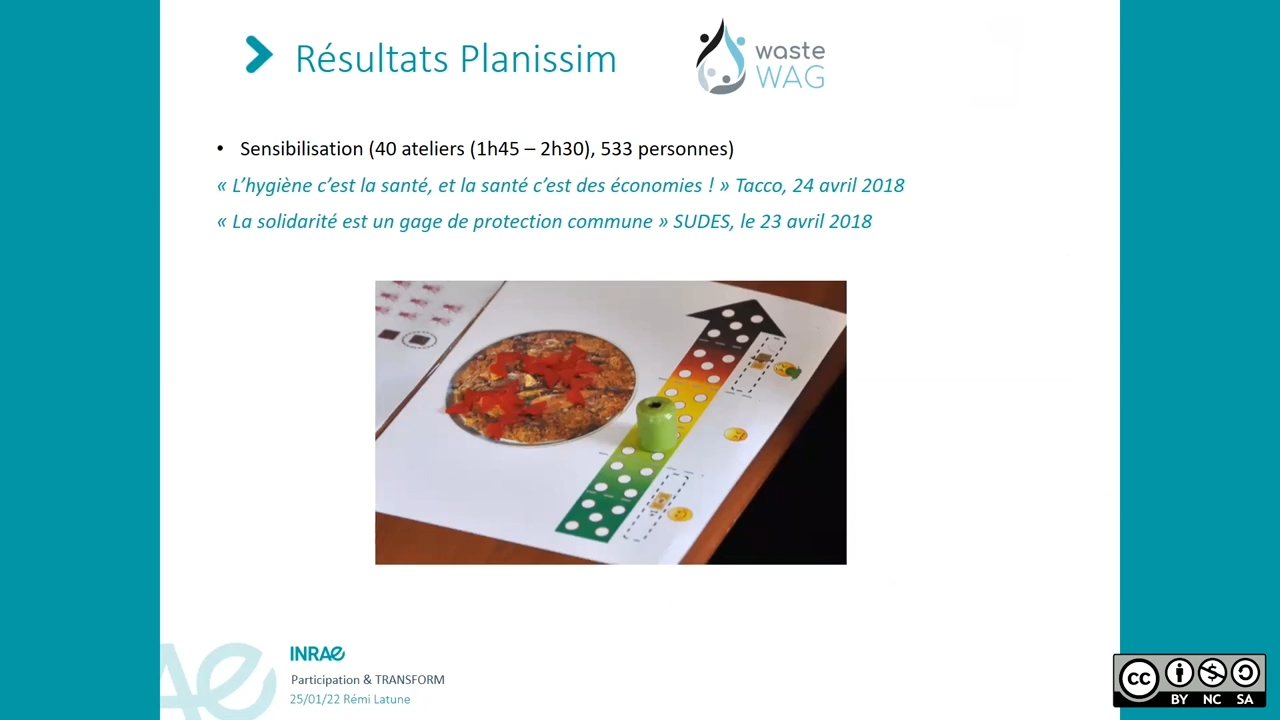 Résultats Planissim
waste
WAG
• Sensibilisation (40 ateliers (1h45 – 2h30), 533 personnes)
« L’hygiène c’est la santé, et la santé c’est des économies ! » Tacco, 24 avril 2018
« La solidarité est un gage de protection commune » SUDES, le 23 avril 2018
INRAE
Participation & TRANSFORM
25/01/22 Rémi Latune
cc
BY NC SA